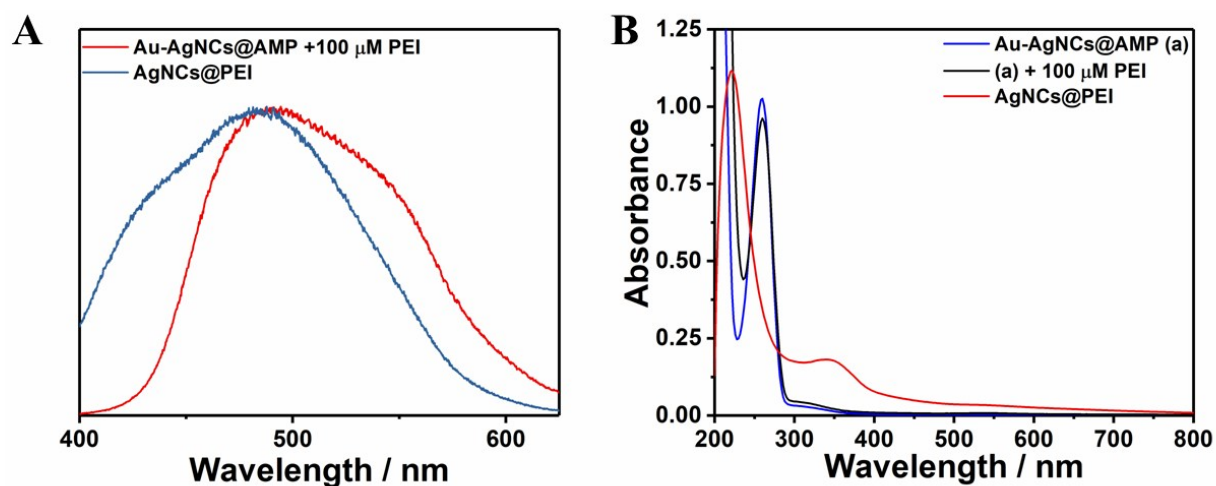 A
Au-AgNCs@AMP +100 μM PEI
AgNCs@PEI
400
500
600
Wavelength / nm
B
Absorbance
1.25
1.00
0.75
0.50
0.25
0.00
Au-AgNCs@AMP (a)
(a) + 100 μM PEI
AgNCs@PEI
200
300
400
500
600
700
800
Wavelength / nm